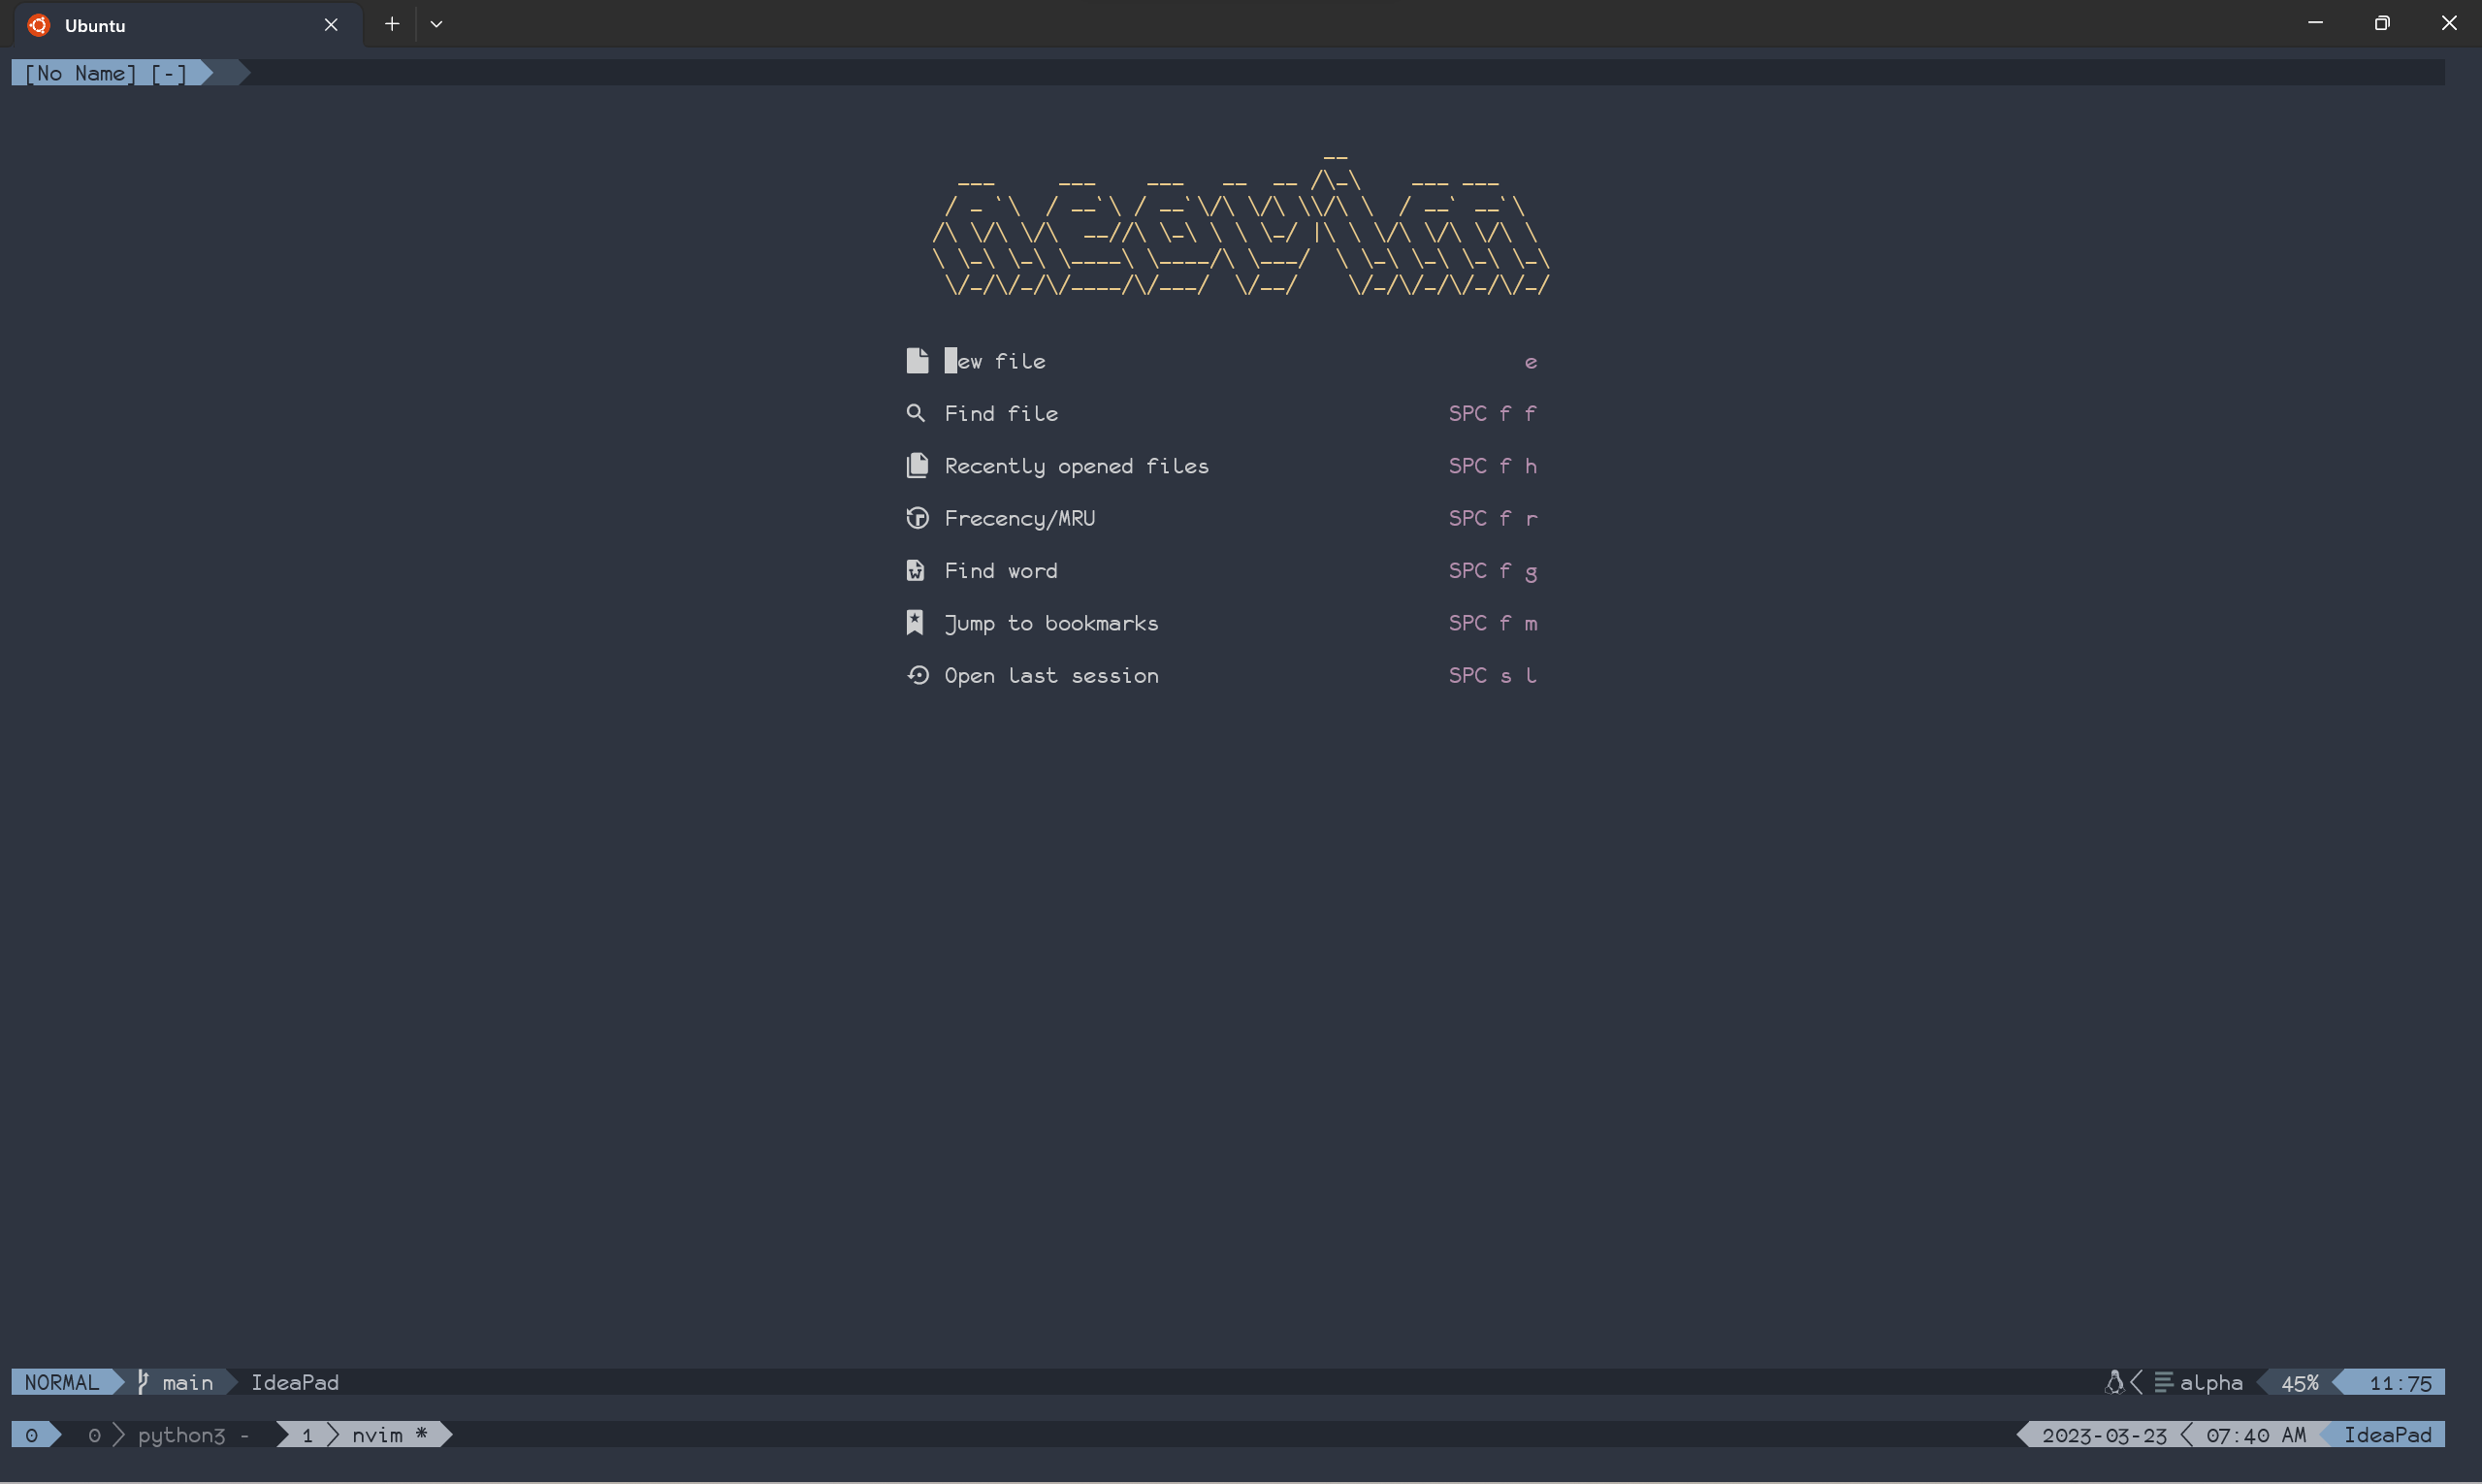 Ubuntu
[No Name] [-]
neovim
New file e
Find file SPC f f
Recently opened files SPC f h
Frecency/MRU SPC f r
Find word SPC f g
Jump to bookmarks SPC f m
Open last session SPC s l
NORMAL main IdeaPad alpha 45% 11:75
0 0 python3 - 1 nvim * 2023-03-23 07:40 AM IdeaPad